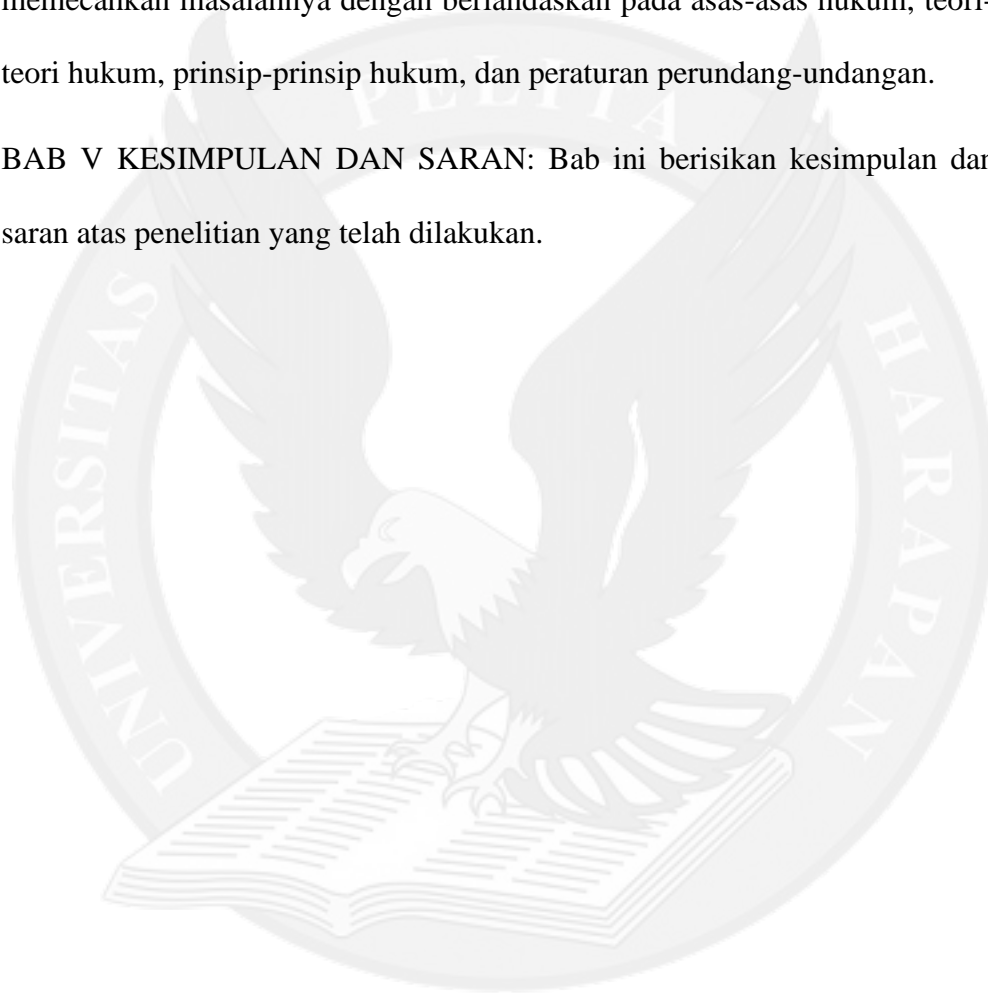 memecahkan masalahnya dengan berlandaskan pada asas-asas hukum, teori-
teori hukum, prinsip-prinsip hukum, dan peraturan perundang-undangan.
BAB V KESIMPULAN DAN SARAN: Bab ini berisikan kesimpulan dan
saran atas penelitian yang telah dilakukan.
UNIVERSITAS PELITA HARAPAN